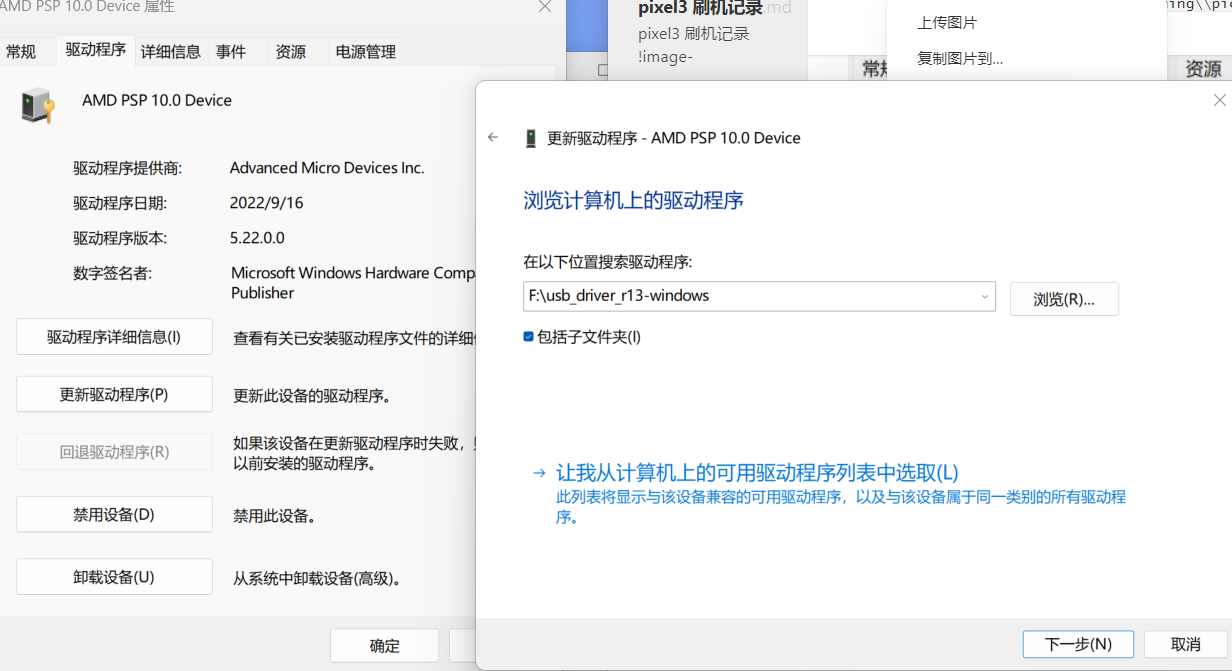 AMD PSP 10.0 Device 属性
常规
驱动程序
详细信息
事件
资源
电源管理
AMD PSP 10.0 Device
驱动程序提供商:
Advanced Micro Devices Inc.
驱动程序日期:
2022/9/16
驱动程序版本:
5.22.0.0
数字签名者:
Microsoft Windows Hardware Compa
Publisher
驱动程序详细信息(I)
查看有关已安装驱动程序文件的详细
更新驱动程序(P)
更新此设备的驱动程序。
回退驱动程序(R)
如果该设备在更新驱动程序时失败，
以前安装的驱动程序。
禁用设备(D)
禁用此设备。
卸载设备(U)
从系统中卸载设备(高级)。
确定
pixel3 刷机记录.md
pixel3 刷机记录
!image-
上传图片
复制图片到...
ing\\pic
常规
资源
更新驱动程序 - AMD PSP 10.0 Device
浏览计算机上的驱动程序
在以下位置搜索驱动程序:
F:\usb_driver_r13-windows
浏览(R)...
包括子文件夹(I)
让我从计算机上的可用驱动程序列表中选取(L)
此列表将显示与该设备兼容的可用驱动程序，以及与该设备属于同一类别的所有驱动程
序。
下一步(N)
取消